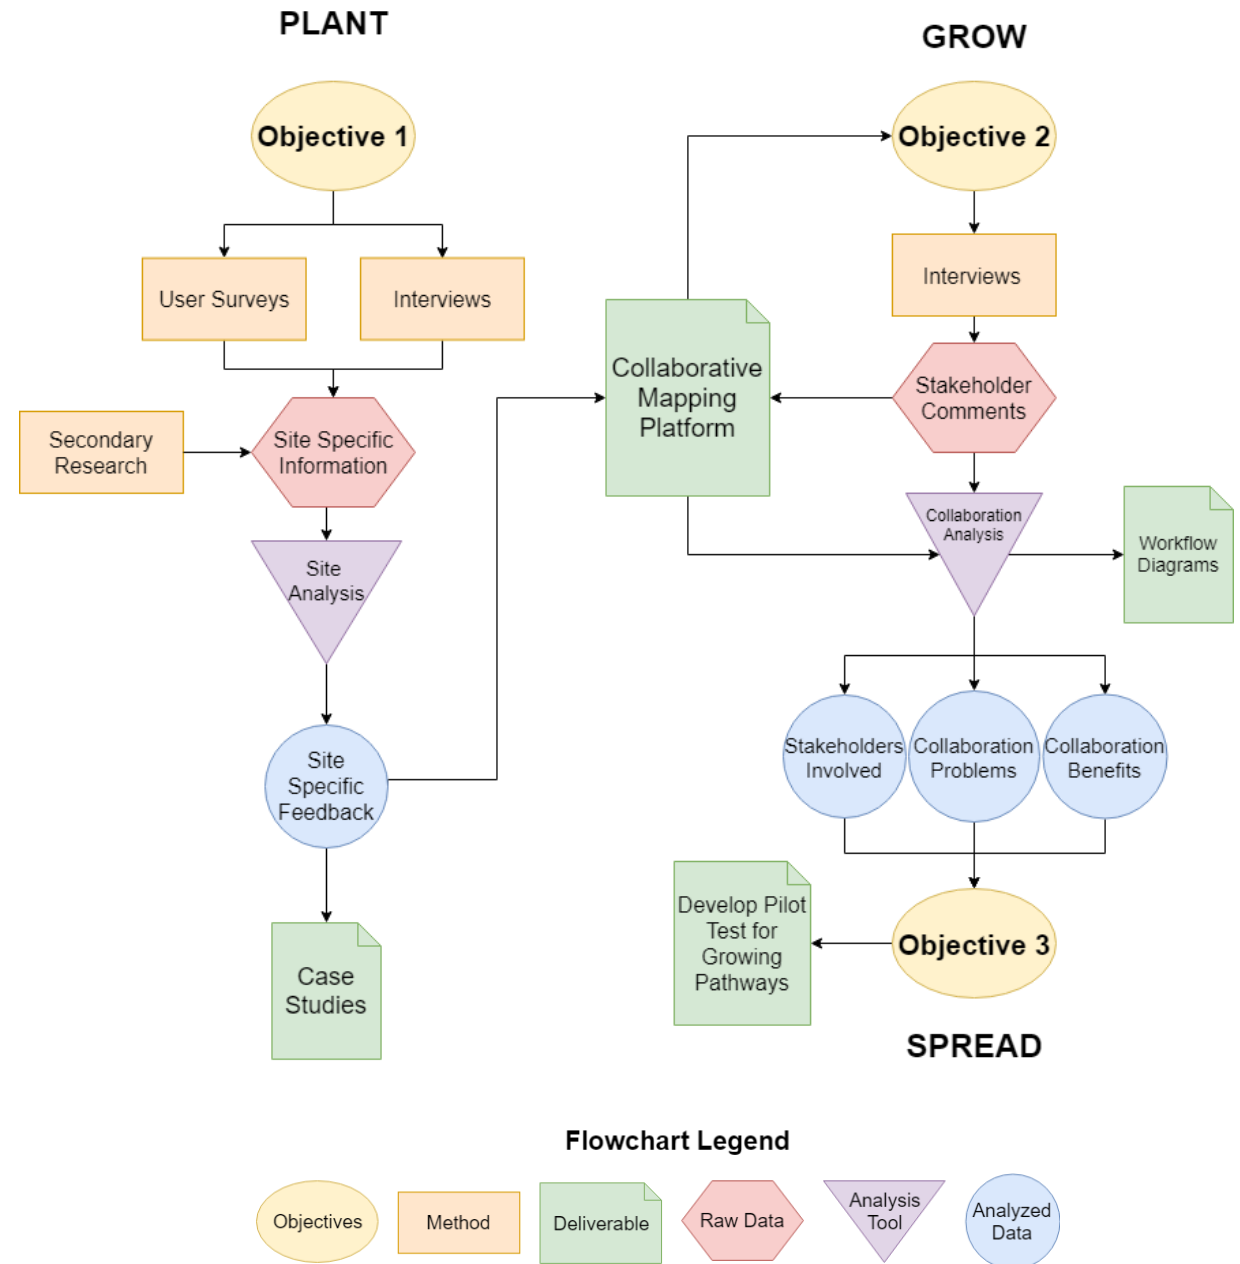 PLANT
GROW
Objective 1
Objective 2
User Surveys
Interviews
Interviews
Collaborative
Mapping
Platform
Stakeholder
Comments
Secondary
Research
Site Specific
Information
Collaboration
Analysis
Workflow
Diagrams
Site
Analysis
Site
Specific
Feedback
Stakeholders
Involved
Collaboration
Problems
Collaboration
Benefits
Develop Pilot
Test for
Growing
Pathways
Objective 3
Case
Studies
SPREAD
Flowchart Legend
Objectives
Method
Deliverable
Raw Data
Analysis
Tool
Analyzed
Data